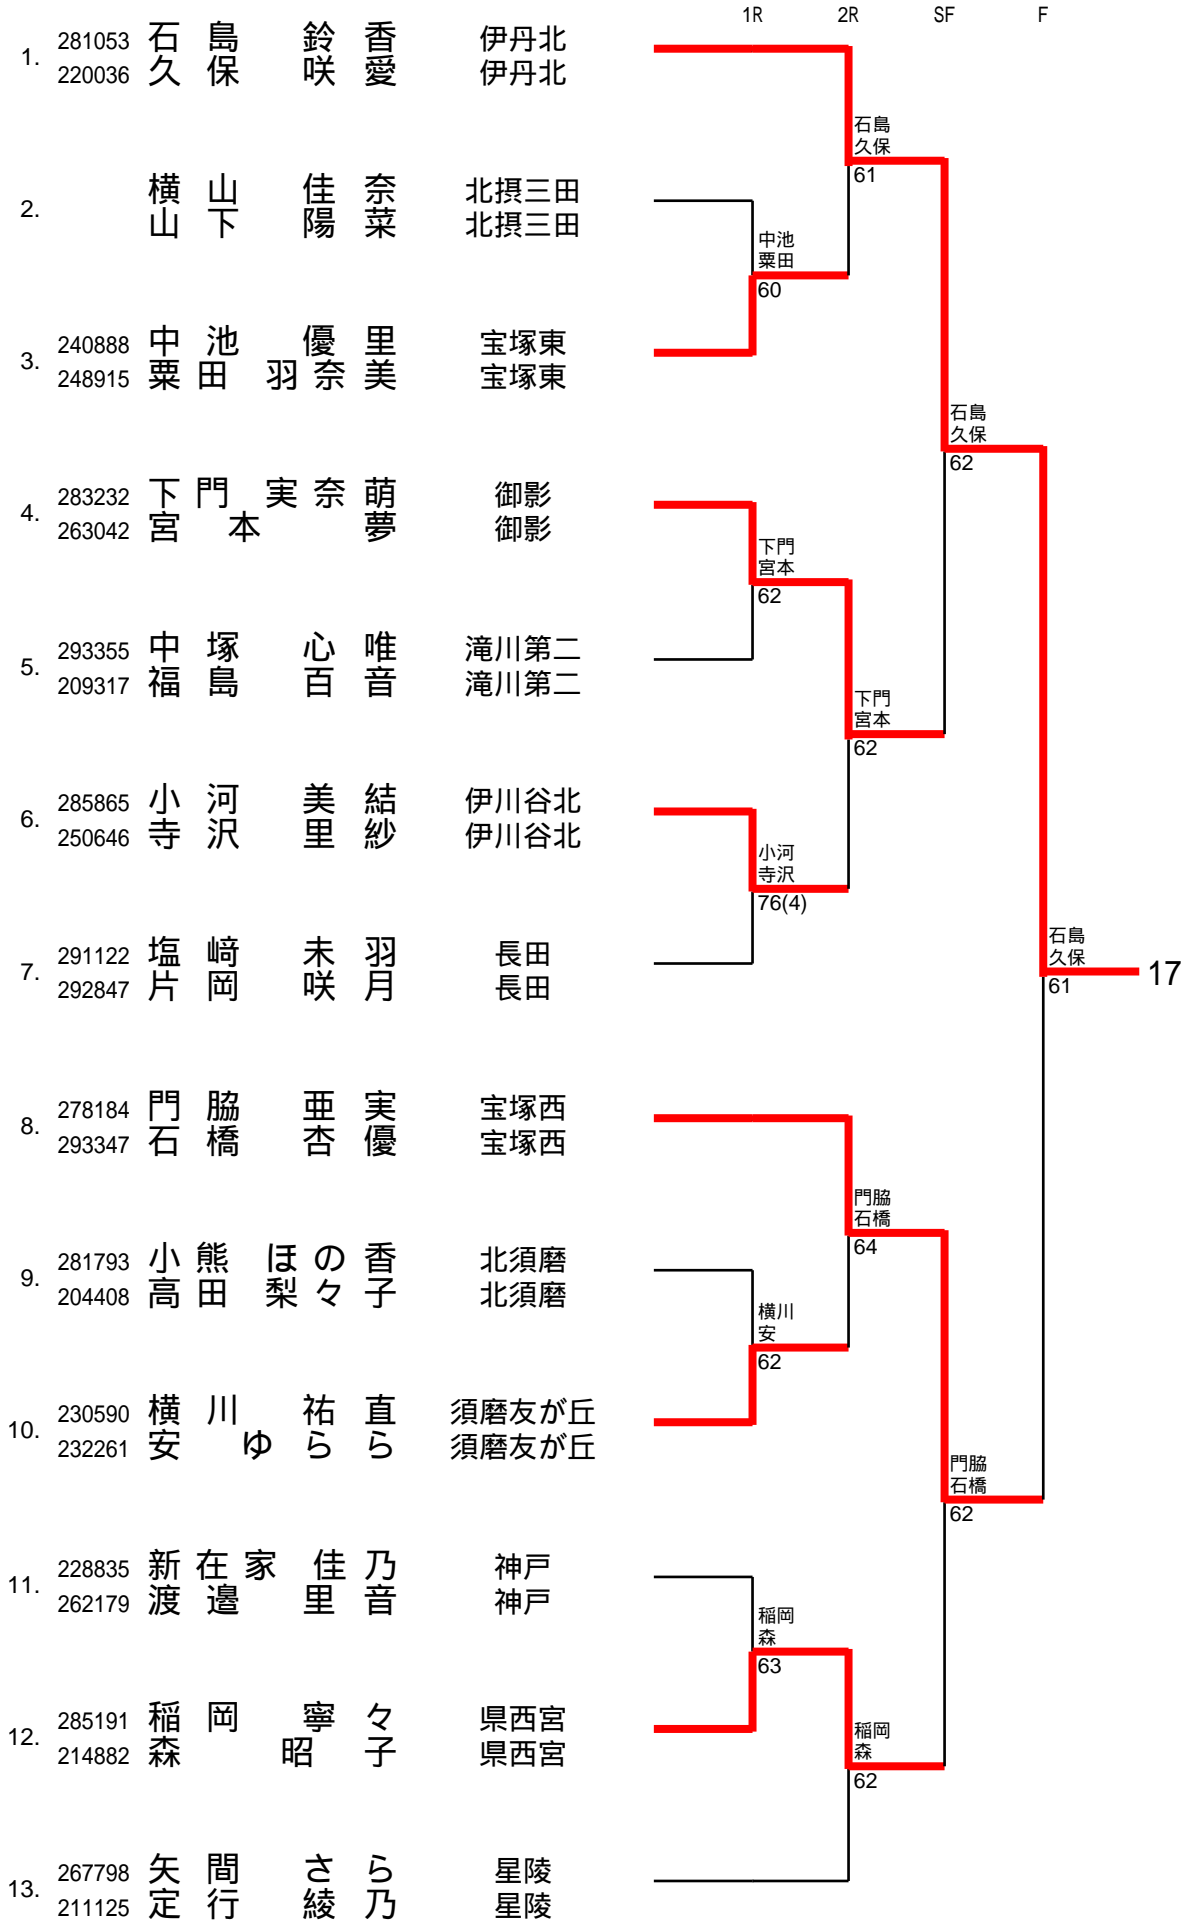 1R 2R SF F
1. 281053 石島 鈴香 伊丹北
220036 久保 咲愛 伊丹北
石島
久保
61
2. 横山 佳奈 北摂三田
山下 陽菜 北摂三田
中池
粟田
60
3. 240888 中池 優里 宝塚東
248915 粟田 羽奈美 宝塚東
石島
久保
62
4. 283232 下門 実奈萌 御影
263042 宮本 夢 御影
下門
宮本
62
5. 293355 中塚 心唯 滝川第二
209317 福島 百音 滝川第二
下門
宮本
62
6. 285865 小河 美結 伊川谷北
250646 寺沢 里紗 伊川谷北
小河
寺沢
76(4)
7. 291122 塩﨑 未羽 長田
292847 片岡 咲月 長田
石島
久保
61
17
8. 278184 門脇 亜実 宝塚西
293347 石橋 杏優 宝塚西
門脇
石橋
64
9. 281793 小熊 ほの香 北須磨
204408 高田 梨々子 北須磨
横川
安
62
10. 230590 横川 祐直 須磨友が丘
232261 安 ゆらら 須磨友が丘
門脇
石橋
62
11. 228835 新在家 佳乃 神戸
262179 渡邉 里音 神戸
稲岡
森
63
12. 285191 稲岡 寧々 県西宮
214882 森 昭子 県西宮
稲岡
森
62
13. 267798 矢間 さら 星陵
211125 定行 綾乃 星陵